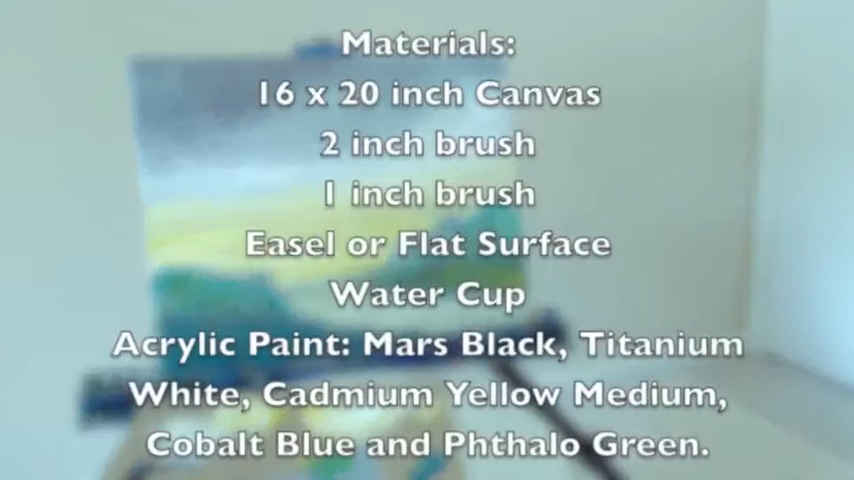 Materials:
16 x 20 inch Canvas
2 inch brush
1 inch brush
Easel or Flat Surface
Water Cup
Acrylic Paint: Mars Black, Titanium
White, Cadmium Yellow Medium,
Cobalt Blue and Phthalo Green.